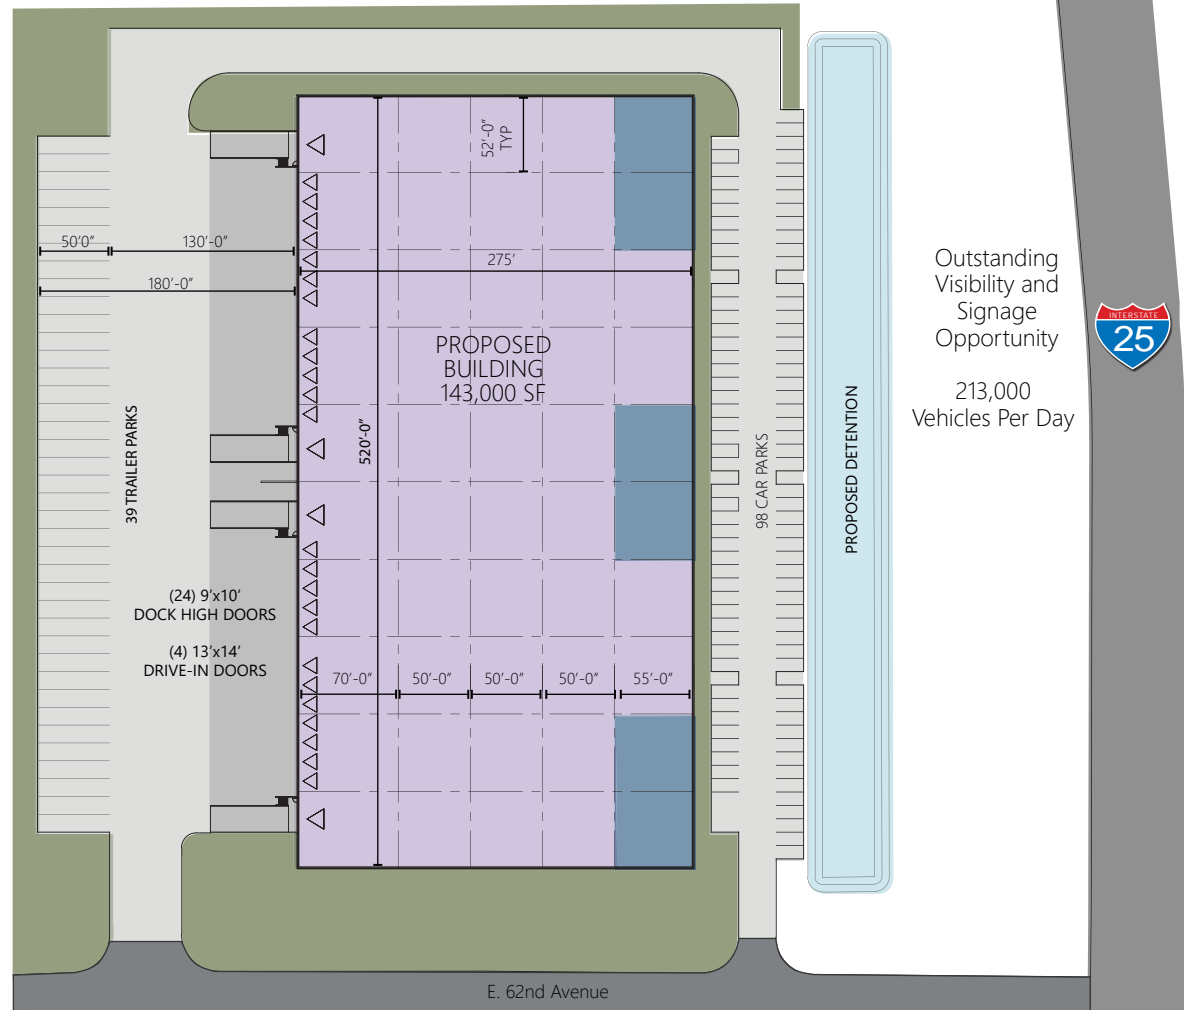 52'-0"
TYP
50'0"
130'-0"
275'
180'-0"
Outstanding
Visibility and
Signage
Opportunity
INTERSTATE
25
213,000
Vehicles Per Day
PROPOSED
BUILDING
143,000 SF
520'-0"
39 TRAILER PARKS
98 CAR PARKS
PROPOSED DETENTION
(24) 9'x10'
DOCK HIGH DOORS
(4) 13'x14'
DRIVE-IN DOORS
70'-0"
50'-0"
50'-0"
50'-0"
55'-0"
E. 62nd Avenue